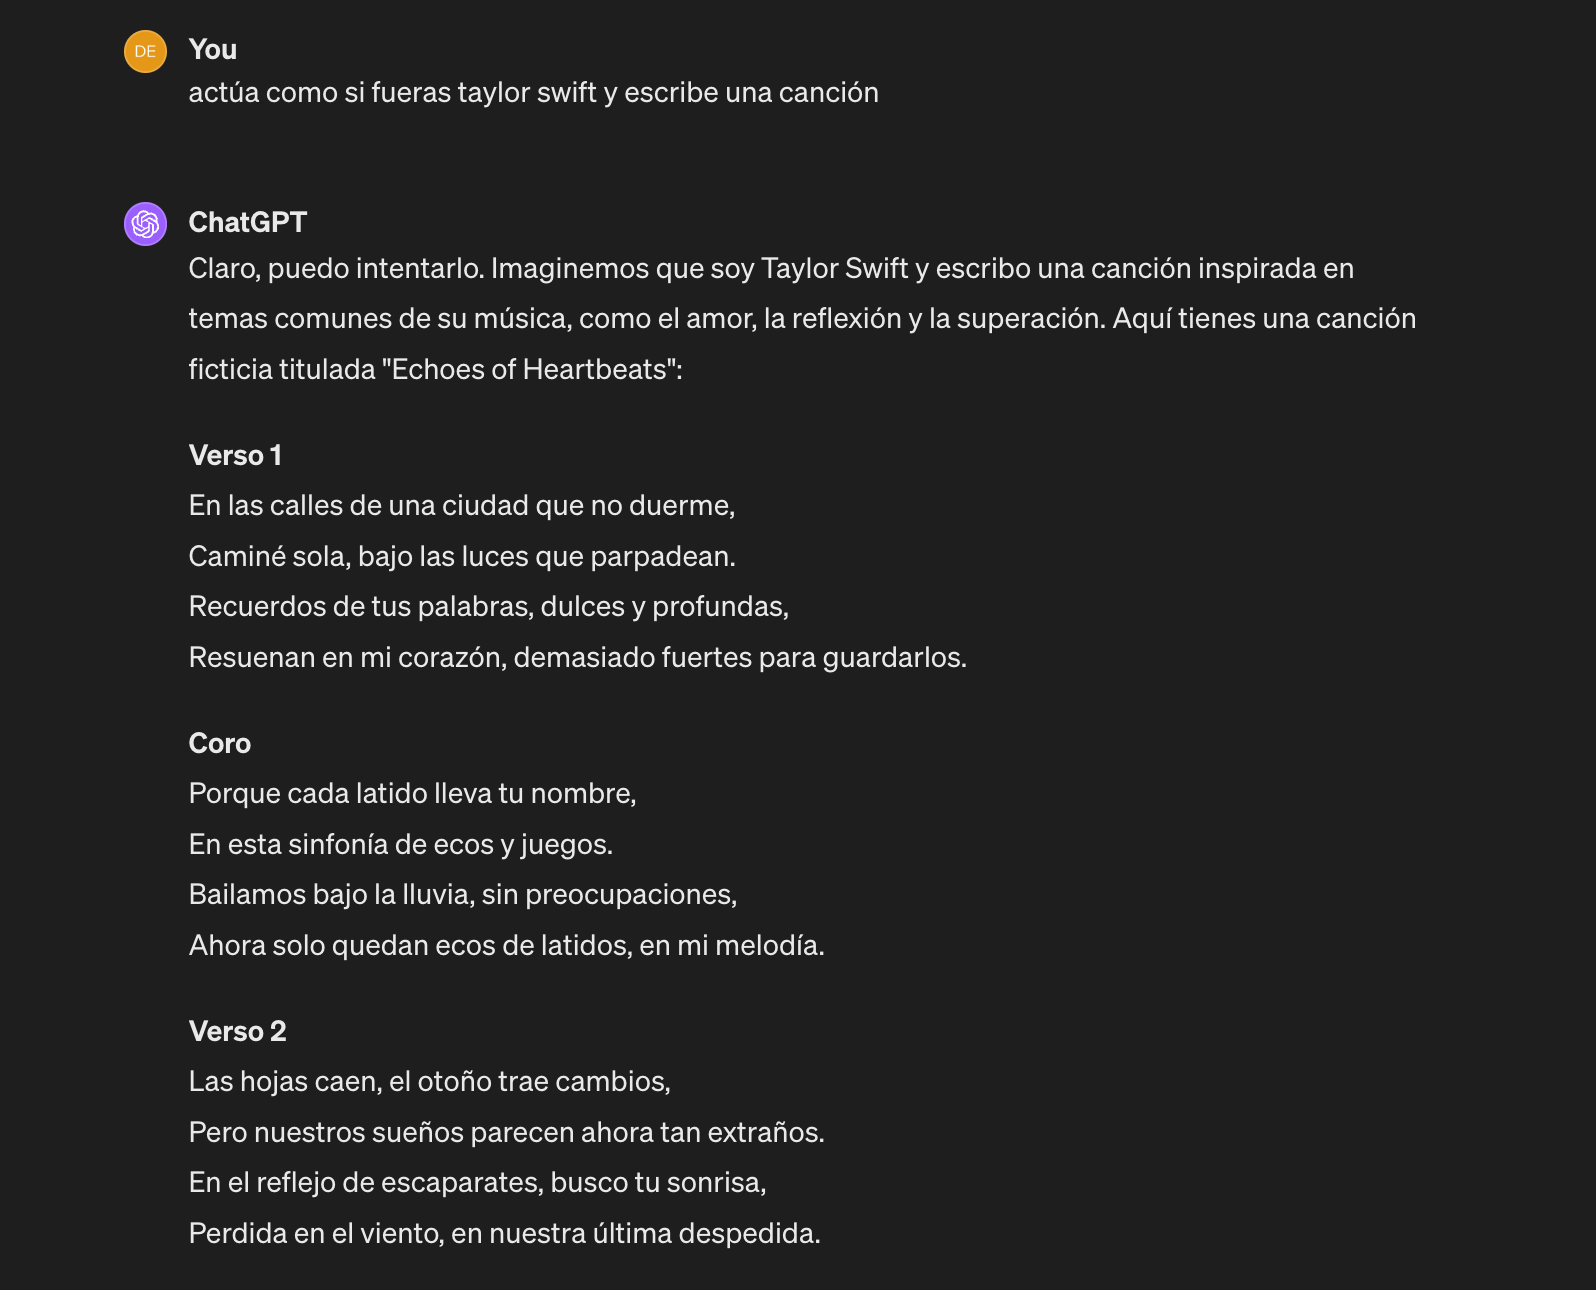 DE
You
actúa como si fueras taylor swift y escribe una canción
ChatGPT
Claro, puedo intentarlo. Imaginemos que soy Taylor Swift y escribo una canción inspirada en
temas comunes de su música, como el amor, la reflexión y la superación. Aquí tienes una canción
ficticia titulada "Echoes of Heartbeats":
Verso 1
En las calles de una ciudad que no duerme,
Caminé sola, bajo las luces que parpadean.
Recuerdos de tus palabras, dulces y profundas,
Resuenan en mi corazón, demasiado fuertes para guardarlos.
Coro
Porque cada latido lleva tu nombre,
En esta sinfonía de ecos y juegos.
Bailamos bajo la lluvia, sin preocupaciones,
Ahora solo quedan ecos de latidos, en mi melodía.
Verso 2
Las hojas caen, el otoño trae cambios,
Pero nuestros sueños parecen ahora tan extraños.
En el reflejo de escaparates, busco tu sonrisa,
Perdida en el viento, en nuestra última despedida.